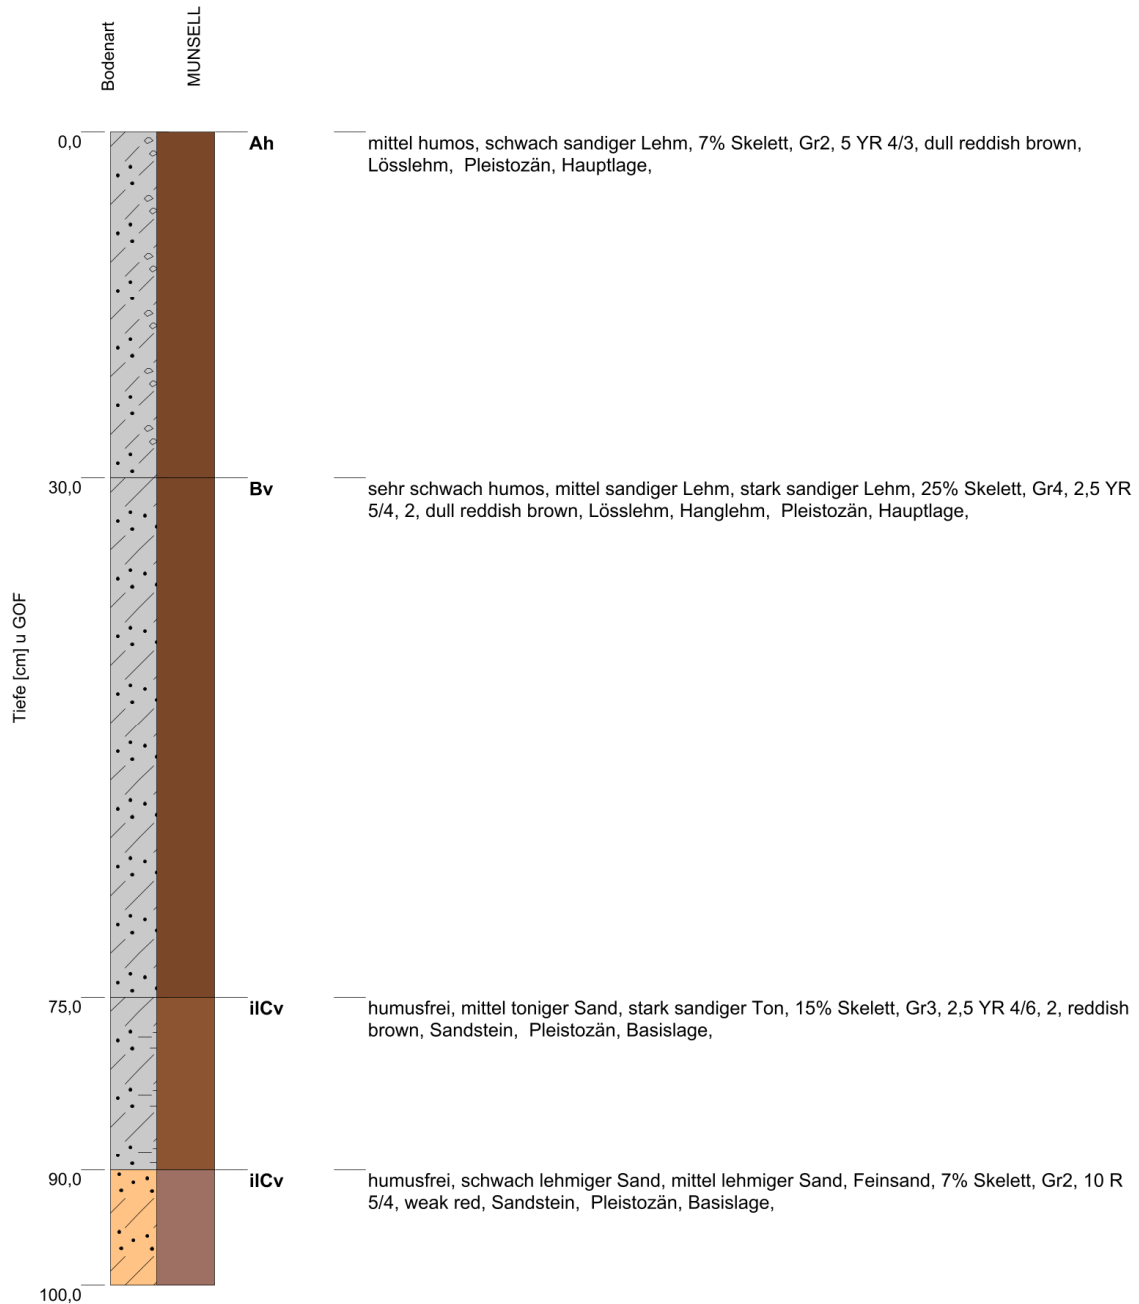 Bodenart
MUNSELL
Tiefe [cm] u GOF
0,0
Ah
mittel humos, schwach sandiger Lehm, 7% Skelett, Gr2, 5 YR 4/3, dull reddish brown,
Lösslehm,  Pleistozän, Hauptlage,
30,0
Bv
sehr schwach humos, mittel sandiger Lehm, stark sandiger Lehm, 25% Skelett, Gr4, 2,5 YR
5/4, 2, dull reddish brown, Lösslehm, Hanglehm,  Pleistozän, Hauptlage,
75,0
ilCv
humusfrei, mittel toniger Sand, stark sandiger Ton, 15% Skelett, Gr3, 2,5 YR 4/6, 2, reddish
brown, Sandstein,  Pleistozän, Basislage,
90,0
ilCv
humusfrei, schwach lehmiger Sand, mittel lehmiger Sand, Feinsand, 7% Skelett, Gr2, 10 R
5/4, weak red, Sandstein,  Pleistozän, Basislage,
100,0